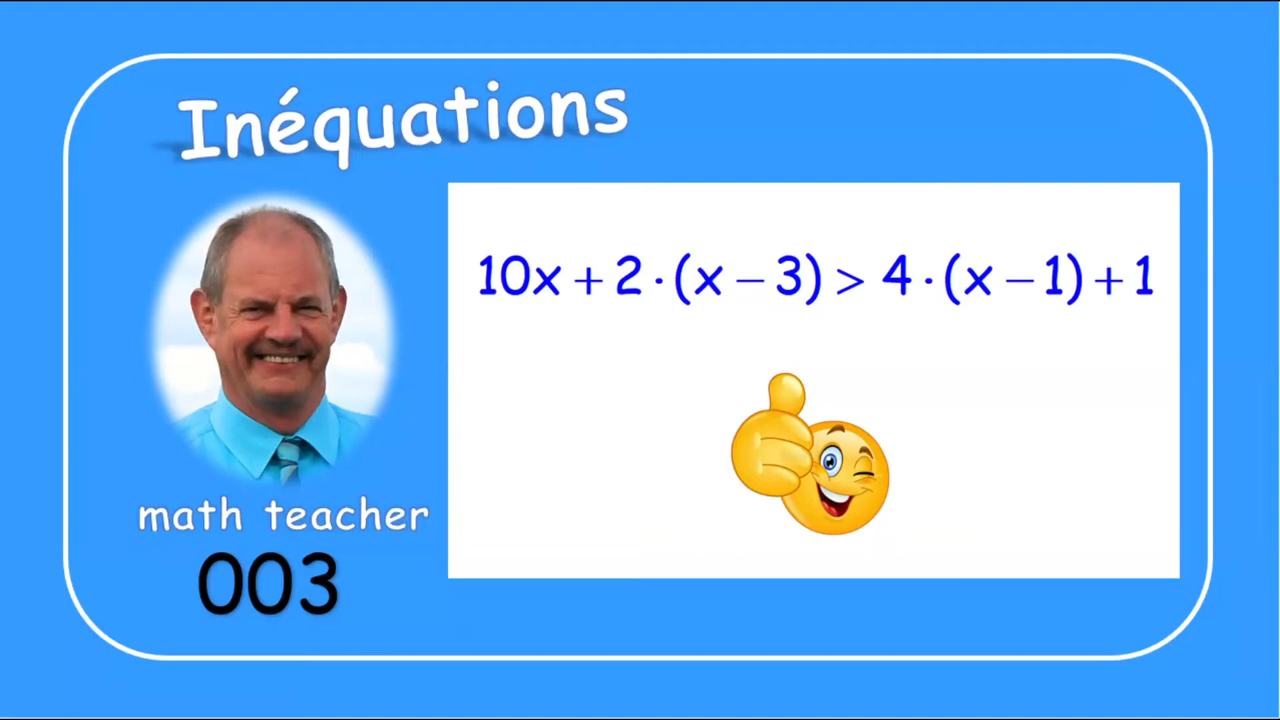 Inéquations
10x + 2 · (x − 3) > 4 · (x − 1) + 1
math teacher
003